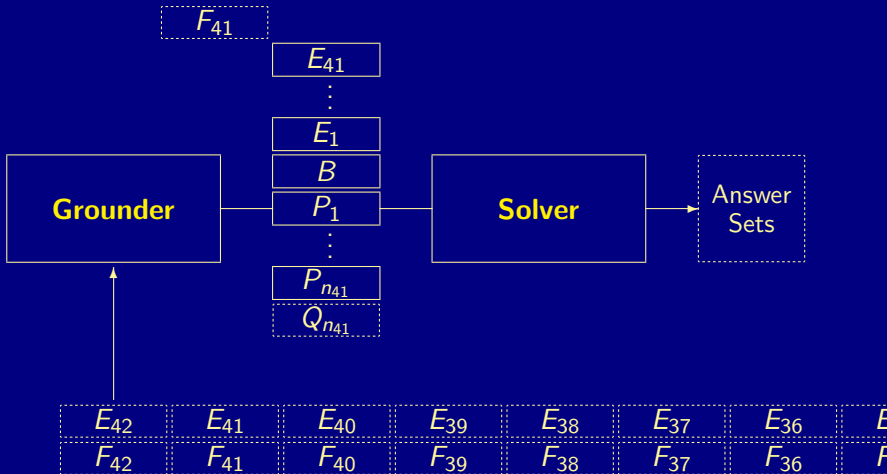 F₄₁
E₄₁
⋮
E₁
B
Grounder P₁ Solver Answer Sets
⋮
Pₙ₄₁
Qₙ₄₁
E₄₂ E₄₁ E₄₀ E₃₉ E₃₈ E₃₇ E₃₆
F₄₂ F₄₁ F₄₀ F₃₉ F₃₈ F₃₇ F₃₆